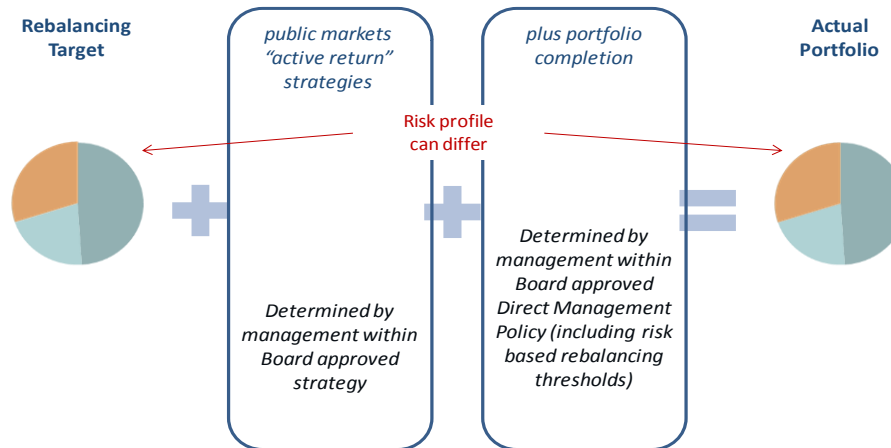 Rebalancing
Target
public markets
“active return”
strategies
plus portfolio
completion
Actual
Portfolio
Risk profile
can differ
Determined by
management within
Board approved
strategy
Determined by
management within
Board approved
Direct Management
Policy (including risk
based rebalancing
thresholds)